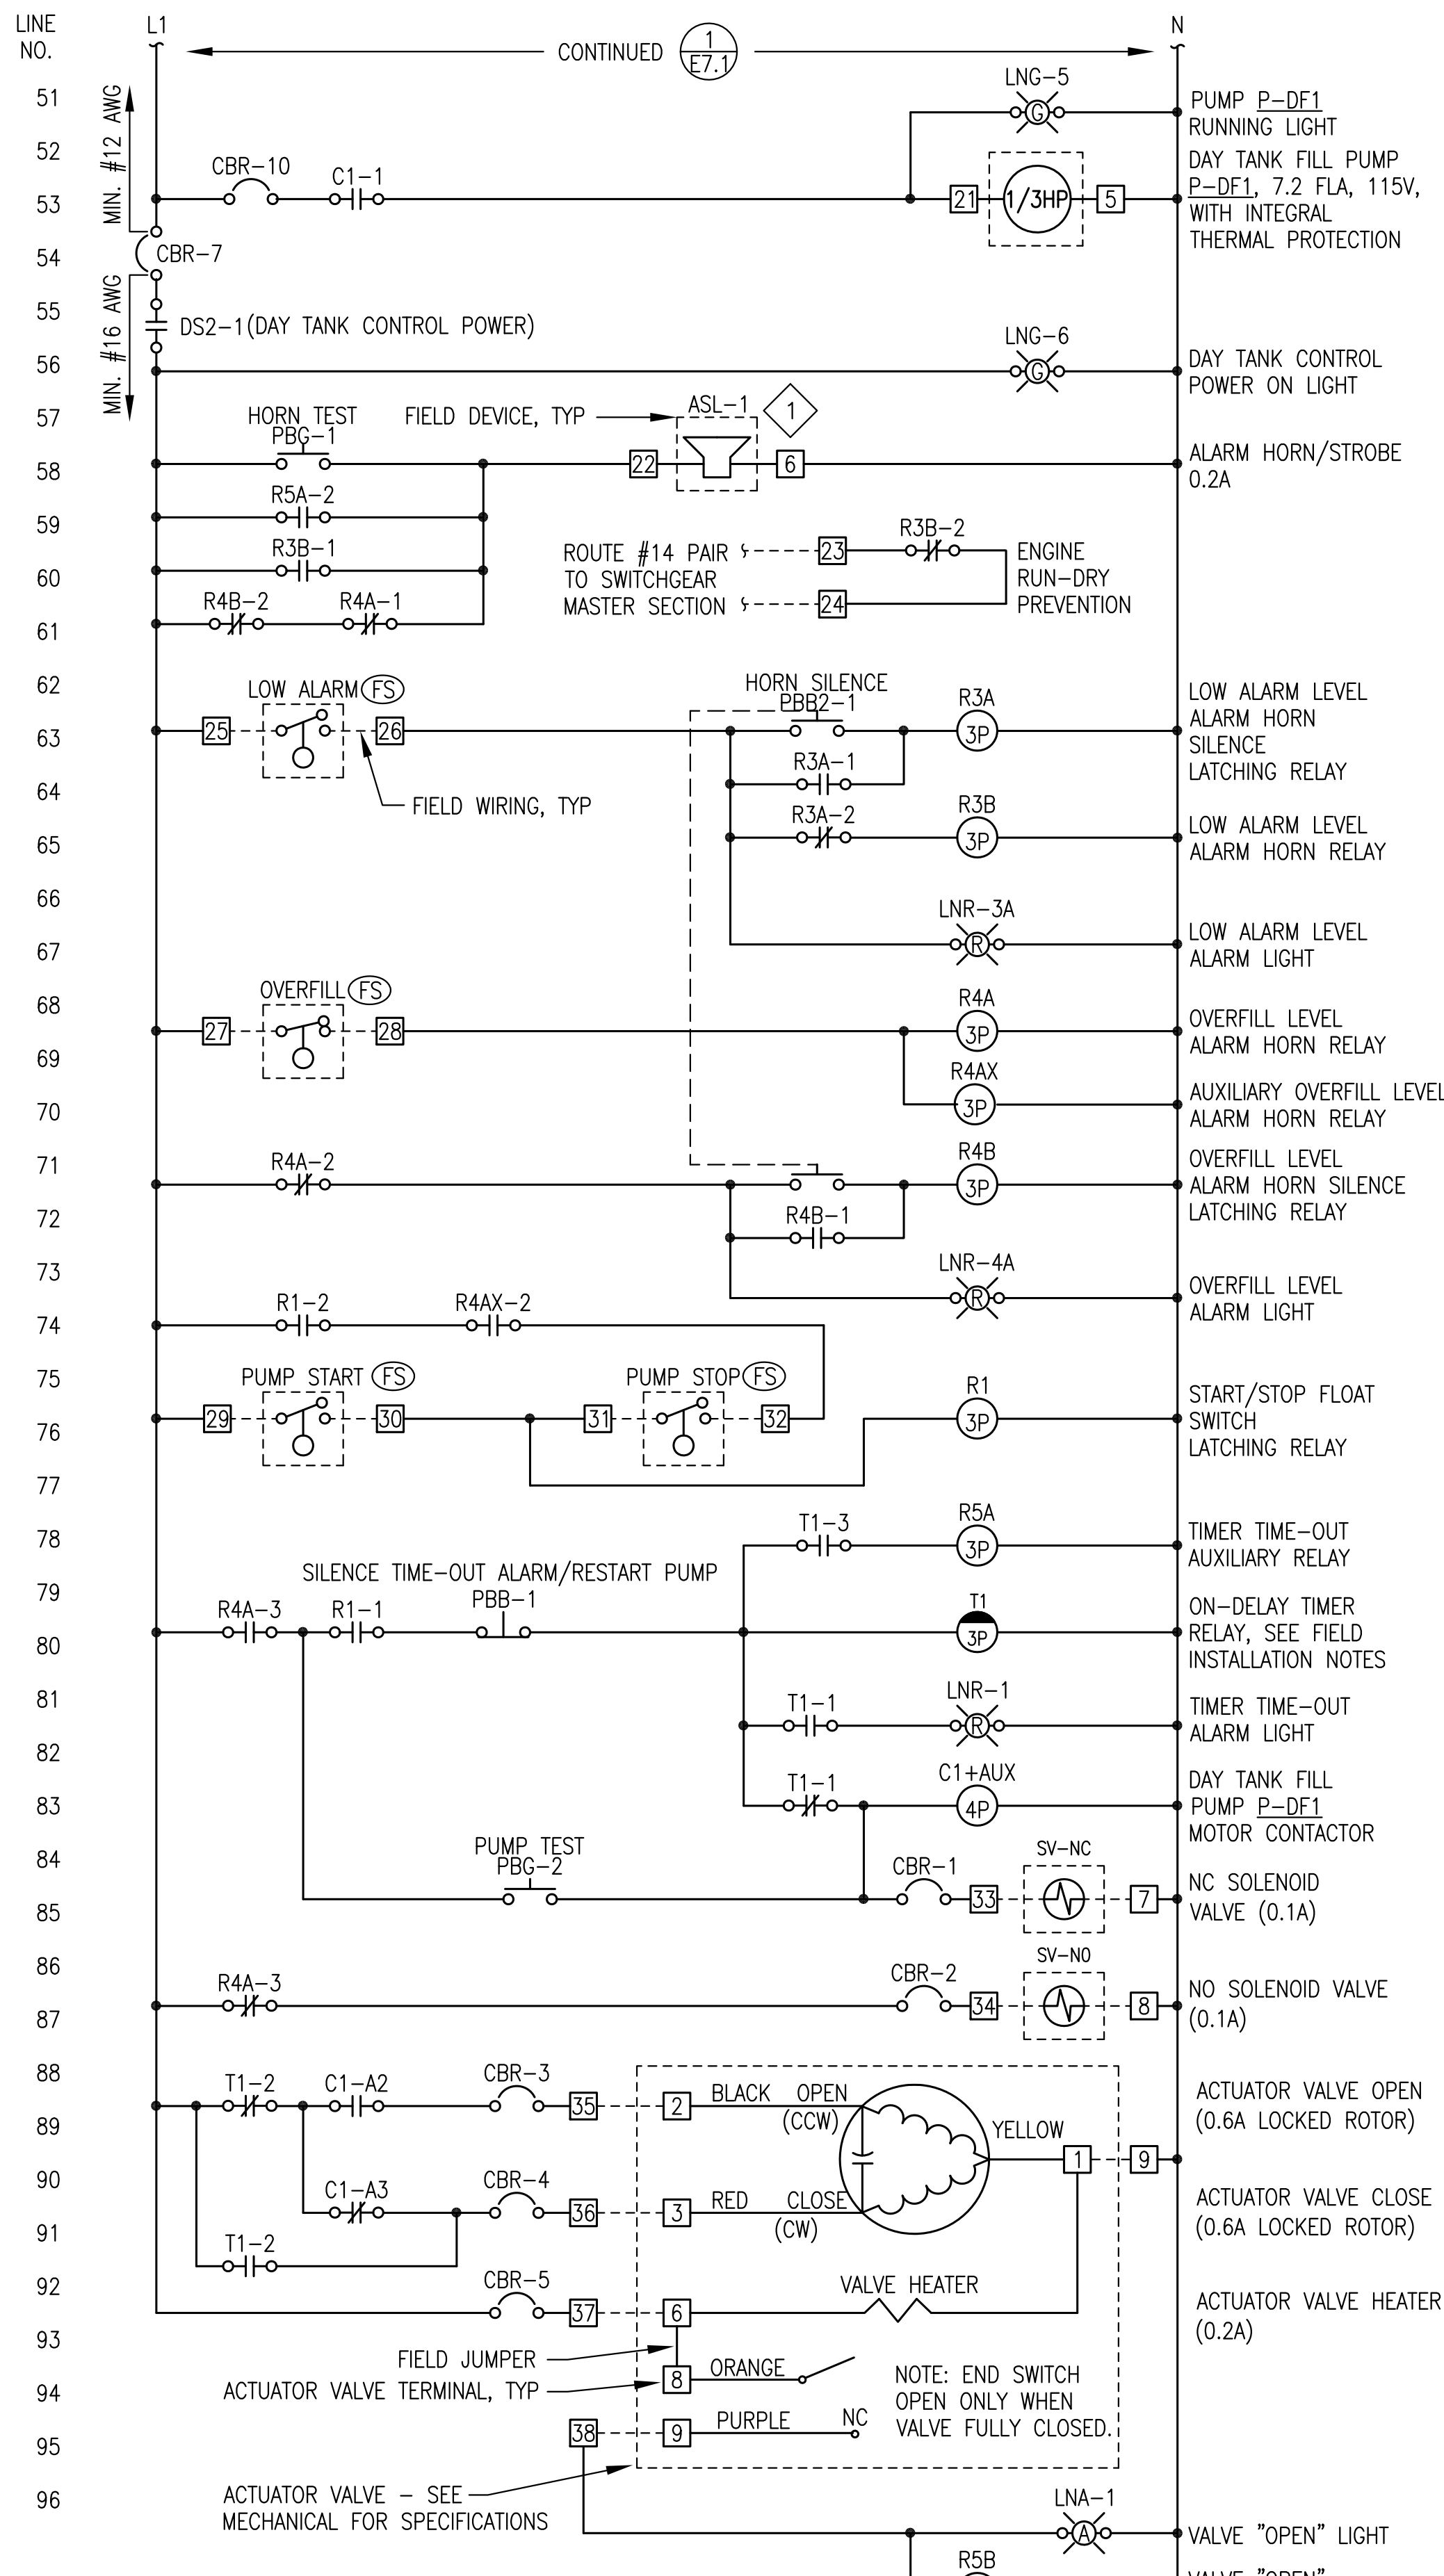 LINE
NO.
L1
CONTINUED
1
E7.1
N
51
MIN. #12 AWG
LNG-5
G
PUMP P-DF1
RUNNING LIGHT
52
CBR-10
C1-1
53
21
1/3HP
5
DAY TANK FILL PUMP
P-DF1, 7.2 FLA, 115V,
WITH INTEGRAL
THERMAL PROTECTION
54
CBR-7
55
MIN. #16 AWG
DS2-1(DAY TANK CONTROL POWER)
56
LNG-6
G
DAY TANK CONTROL
POWER ON LIGHT
57
HORN TEST
PBG-1
FIELD DEVICE, TYP
ASL-1
1
58
22
6
ALARM HORN/STROBE
0.2A
59
R5A-2
60
R3B-1
ROUTE #14 PAIR
TO SWITCHGEAR
MASTER SECTION
23
24
R3B-2
ENGINE
RUN-DRY
PREVENTION
61
R4B-2
R4A-1
62
LOW ALARM FS
HORN SILENCE
PBB2-1
R3A
63
25
26
3P
LOW ALARM LEVEL
ALARM HORN
SILENCE
LATCHING RELAY
64
FIELD WIRING, TYP
R3A-1
65
R3A-2
R3B
3P
LOW ALARM LEVEL
ALARM HORN RELAY
66
67
LNR-3A
R
LOW ALARM LEVEL
ALARM LIGHT
68
OVERFILL FS
27
28
R4A
3P
OVERFILL LEVEL
ALARM HORN RELAY
69
70
R4AX
3P
AUXILIARY OVERFILL LEVEL
ALARM HORN RELAY
71
R4A-2
R4B
3P
OVERFILL LEVEL
ALARM HORN SILENCE
LATCHING RELAY
72
R4B-1
73
LNR-4A
R
OVERFILL LEVEL
ALARM LIGHT
74
R1-2
R4AX-2
75
PUMP START FS
PUMP STOP FS
R1
76
29
30
31
32
3P
START/STOP FLOAT
SWITCH
LATCHING RELAY
77
78
T1-3
R5A
3P
TIMER TIME-OUT
AUXILIARY RELAY
79
SILENCE TIME-OUT ALARM/RESTART PUMP
PBB-1
80
R4A-3
R1-1
T1
3P
ON-DELAY TIMER
RELAY, SEE FIELD
INSTALLATION NOTES
81
T1-1
LNR-1
R
TIMER TIME-OUT
ALARM LIGHT
82
83
T1-1
C1+AUX
4P
DAY TANK FILL
PUMP P-DF1
MOTOR CONTACTOR
84
PUMP TEST
PBG-2
CBR-1
SV-NC
85
33
7
NC SOLENOID
VALVE (0.1A)
86
R4A-3
CBR-2
SV-NO
87
34
8
NO SOLENOID VALVE
(0.1A)
88
T1-2
C1-A2
CBR-3
35
2
BLACK OPEN
(CCW)
ACTUATOR VALVE OPEN
(0.6A LOCKED ROTOR)
89
YELLOW
1
9
90
C1-A3
CBR-4
36
3
RED CLOSE
(CW)
ACTUATOR VALVE CLOSE
(0.6A LOCKED ROTOR)
91
T1-2
92
CBR-5
37
6
VALVE HEATER
ACTUATOR VALVE HEATER
(0.2A)
93
FIELD JUMPER
94
ACTUATOR VALVE TERMINAL, TYP
8
ORANGE
NOTE: END SWITCH
OPEN ONLY WHEN
VALVE FULLY CLOSED.
95
38
9
PURPLE
NC
96
ACTUATOR VALVE - SEE
MECHANICAL FOR SPECIFICATIONS
LNA-1
A
VALVE "OPEN" LIGHT
R5B
VALVE "OPEN"